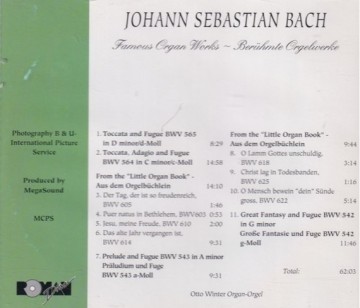 JOHANN SEBASTIAN BACH
Famous Organ Works ~ Berühmte Orgelwerke
Photography B & U-
International Picture
Service
Produced by
MegaSound
MCPS
1. Toccata and Fugue BWV 565
in D minor/d-Moll 8:29
2. Toccata, Adagio and Fugue
BWV 564 in C minor/c-Moll 14:58
From the "Little Organ Book" -
Aus dem Orgelbüchlein 14:10
3. Der Tag, der ist so freudenreich,
BWV 605 1:46
4. Puer natus in Bethlehem, BWV603 0:53
5. Jesu, meine Freude, BWV 610 2:00
6. Das alte Jahr vergangen ist,
BWV 614 9:31
7. Prelude and Fugue BWV 543 in A minor
Präludium und Fuge
BWV 543 a-Moll 9:51
From the "Little Organ Book" -
Aus dem Orgelbüchlein 9:44
8. O Lamm Gottes unschuldig,
BWV 618 3:14
9. Christ lag in Todesbanden,
BWV 625 1:16
10. O Mensch bewein "dein" Sünde
gross, BWV 622 5:14
11. Great Fantasy and Fugue BWV 542
in G minor
Große Fantasie und Fuge BWV 542
g-Moll 11:46
Total: 62:03
Otto Winter Organ-Orgel